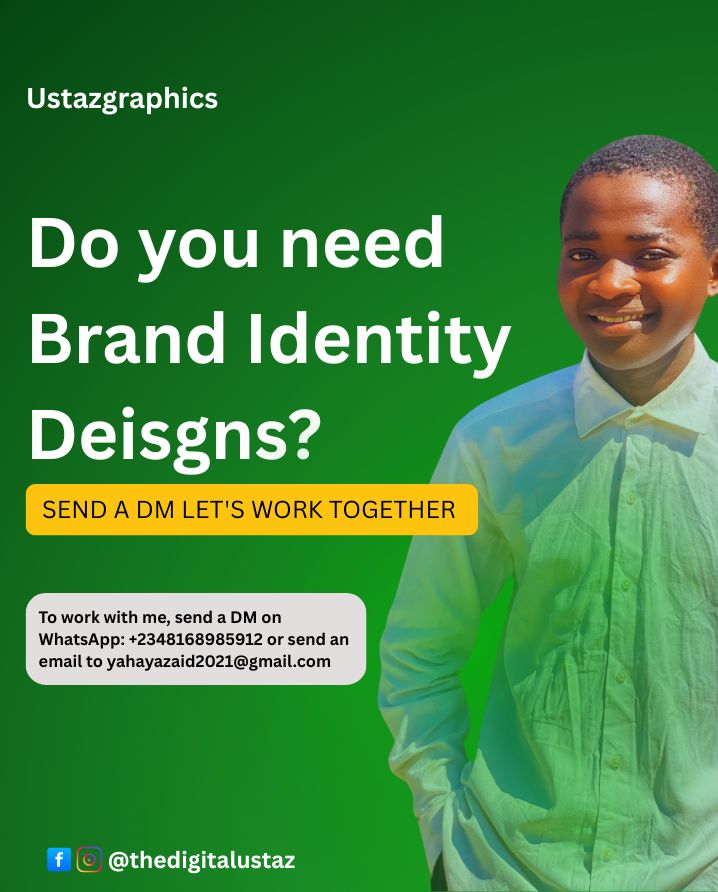 Ustazgraphics
Do you need
Brand Identity
Deisgns?
SEND A DM LET'S WORK TOGETHER
To work with me, send a DM on
WhatsApp: +2348168985912 or send an
email to yahayazaid2021@gmail.com
@thedigitalustaz